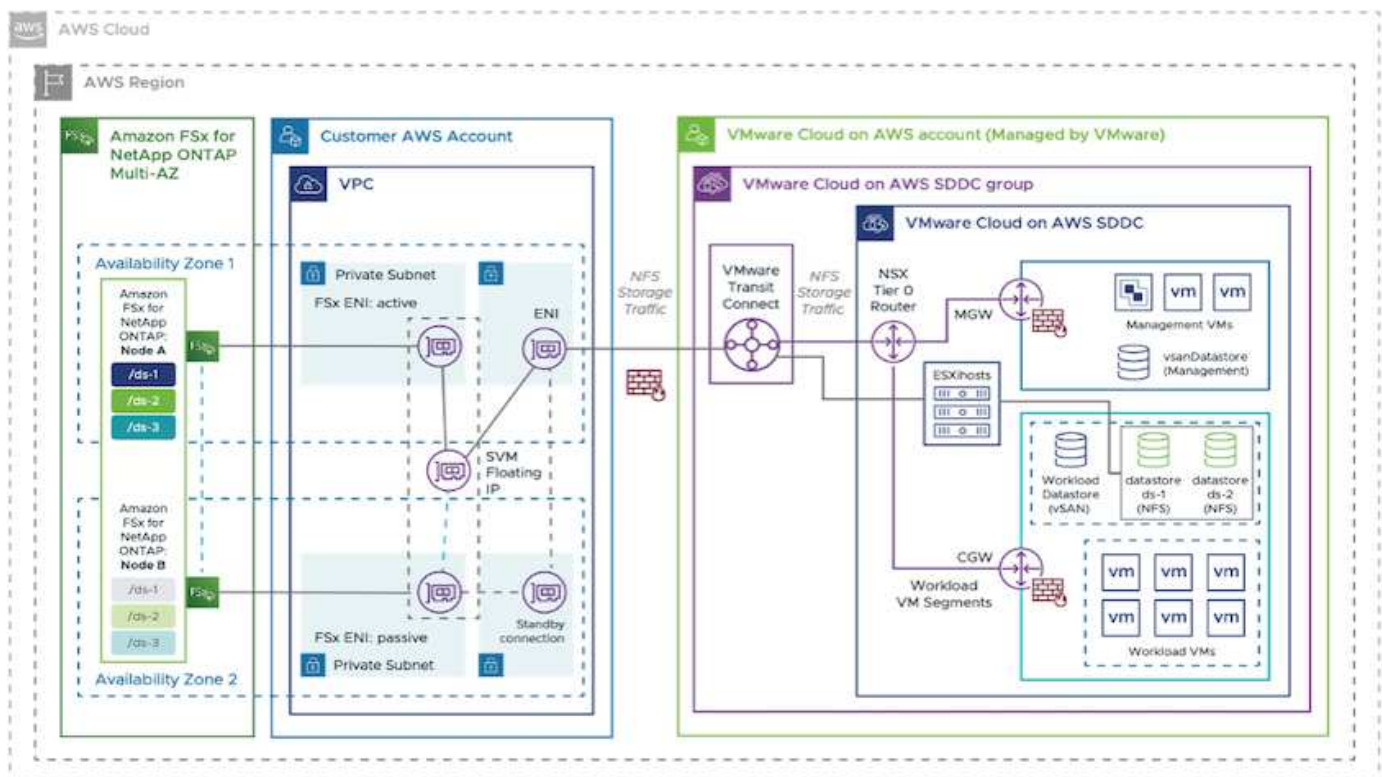 aws
AWS Cloud
AWS Region
FSx
Amazon FSx for
NetApp ONTAP
Multi-AZ
Customer AWS Account
VPC
VMware Cloud on AWS account (Managed by VMware)
VMware Cloud on AWS SDDC group
VMware Cloud on AWS SDDC
Availability Zone 1
Amazon
FSx for
NetApp
ONTAP:
Node A
/ds-1
/ds-2
/ds-3
FSx
Private Subnet
FSx ENI: active
ENI
SVM
Floating
IP
NFS
Storage
Traffic
VMware
Transit
Connect
NFS
Storage
Traffic
NSX
Tier 0
Router
MGW
vm
vm
Management VMs
vsanDatastore
(Management)
ESXihosts
Workload
Datastore
(vSAN)
datastore
ds-1
(NFS)
datastore
ds-2
(NFS)
Amazon
FSx for
NetApp
ONTAP:
Node B
/ds-1
/ds-2
/ds-3
FSx
FSx ENI: passive
Private Subnet
Standby
connection
Availability Zone 2
CGW
Workload
VM Segments
vm
vm
vm
vm
vm
vm
Workload VMs